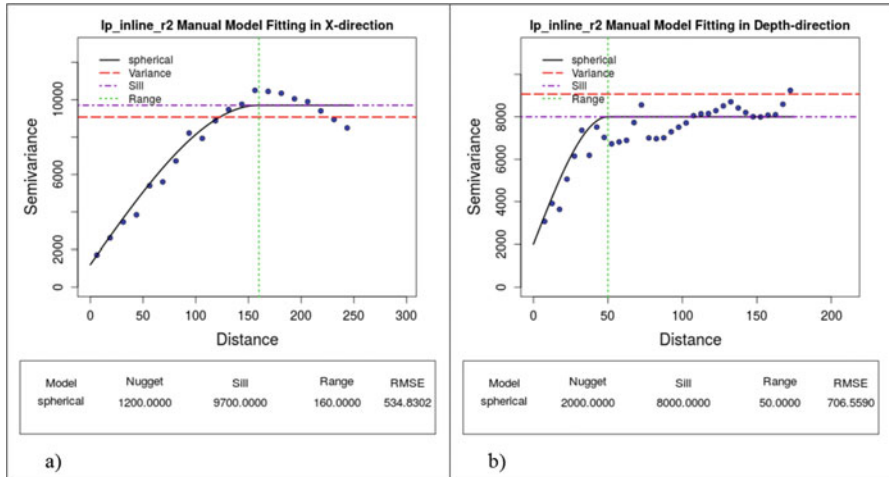 lp_inline_r2 Manual Model Fitting in X-direction
spherical
Variance
Sill
Range
Semivariance
0 2000 6000 10000
0 50 100 150 200 250 300
Distance
Model Nugget Sill Range RMSE
spherical 1200.0000 9700.0000 160.0000 534.8302
a)
lp_inline_r2 Manual Model Fitting in Depth-direction
spherical
Variance
Sill
Range
Semivariance
0 2000 4000 6000 8000
0 50 100 150 200
Distance
Model Nugget Sill Range RMSE
spherical 2000.0000 8000.0000 50.0000 706.5590
b)